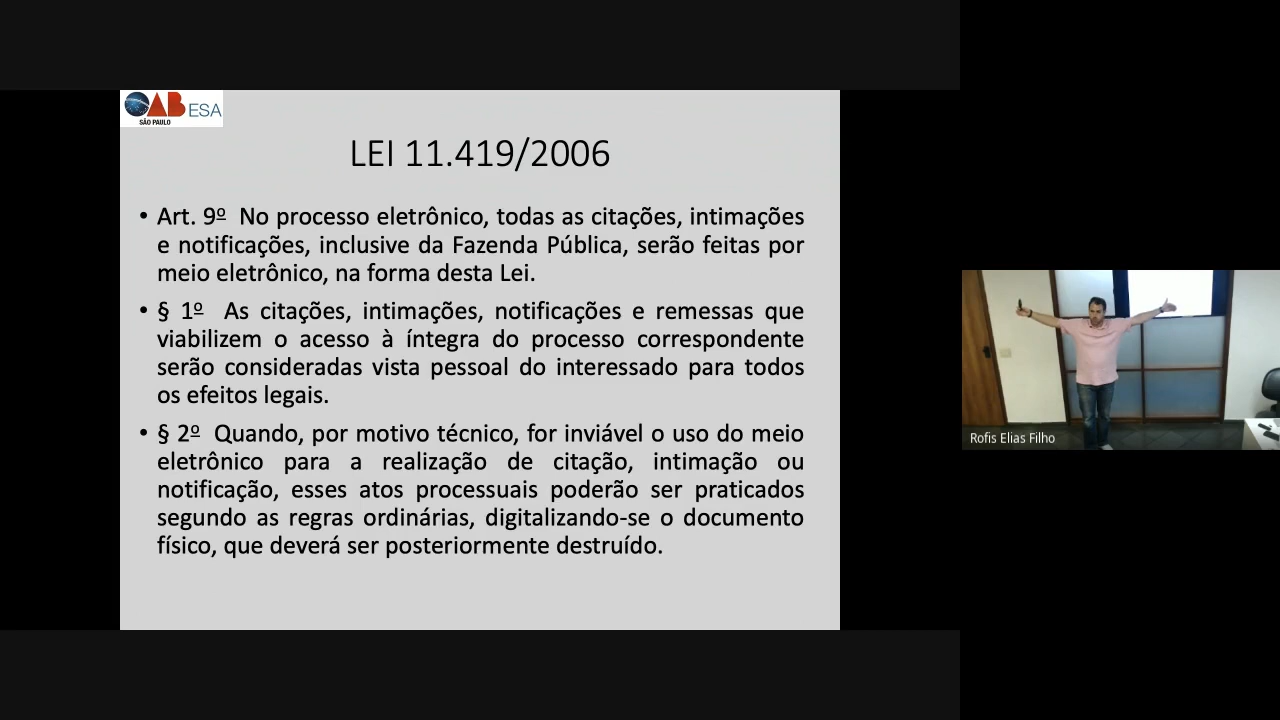 OAB ESA
SÃO PAULO
LEI 11.419/2006
• Art. 9º No processo eletrônico, todas as citações, intimações
e notificações, inclusive da Fazenda Pública, serão feitas por
meio eletrônico, na forma desta Lei.
• § 1º As citações, intimações, notificações e remessas que
viabilizem o acesso à íntegra do processo correspondente
serão consideradas vista pessoal do interessado para todos
os efeitos legais.
• § 2º Quando, por motivo técnico, for inviável o uso do meio
eletrônico para a realização de citação, intimação ou
notificação, esses atos processuais poderão ser praticados
segundo as regras ordinárias, digitalizando-se o documento
físico, que deverá ser posteriormente destruído.
Rofis Elias Filho